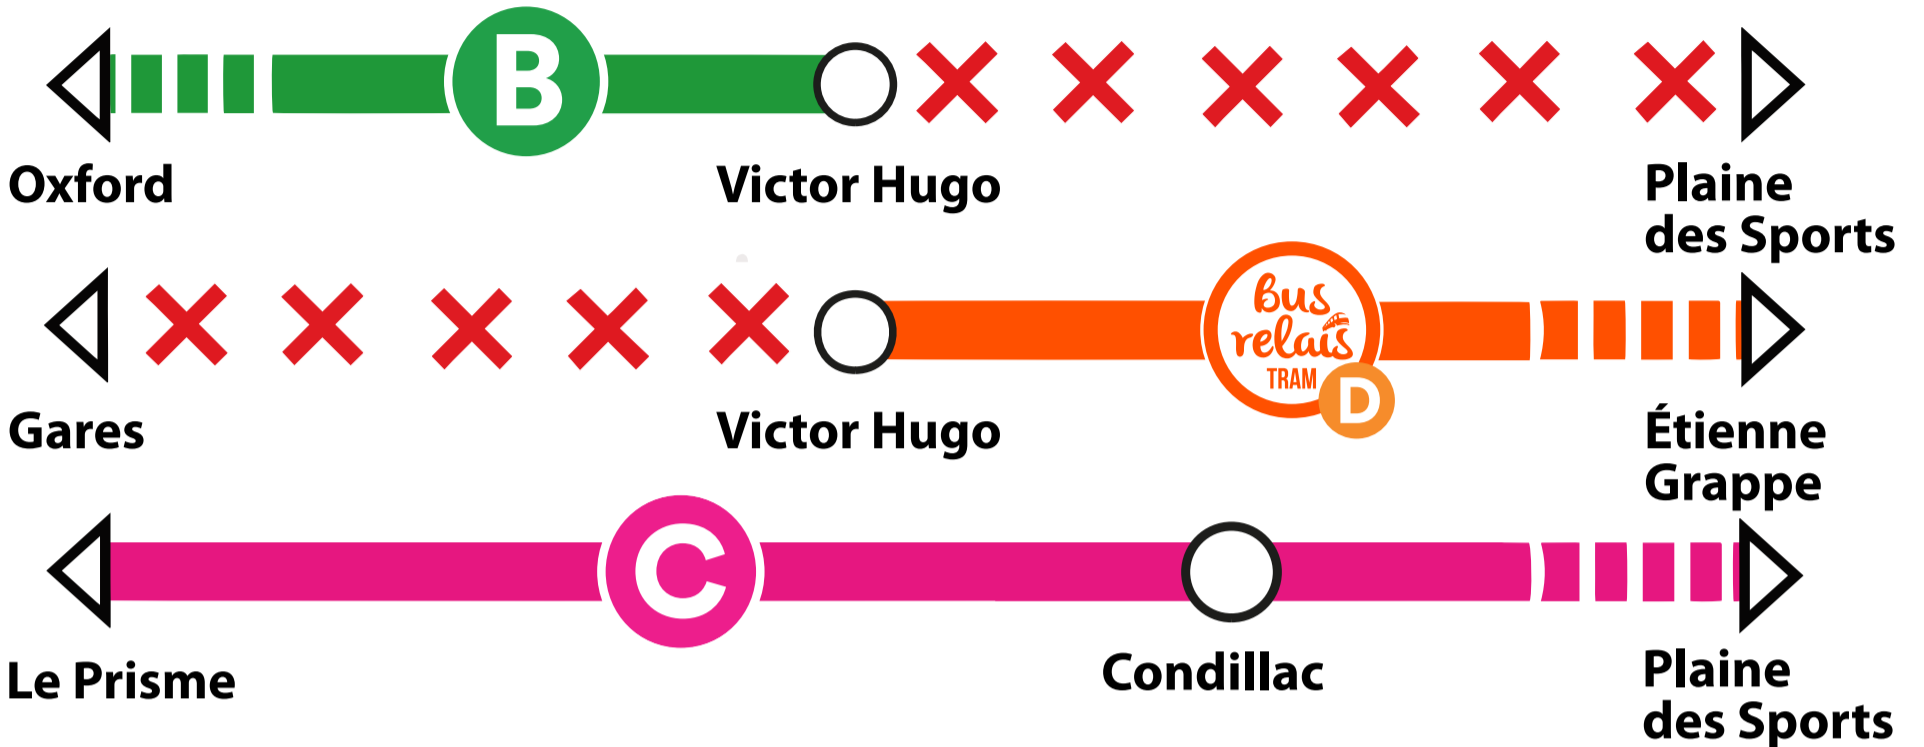 B
Oxford
Victor Hugo
Plaine
des Sports
Bus
relais
TRAM
D
Gares
Victor Hugo
Étienne
Grappe
C
Le Prisme
Condillac
Plaine
des Sports